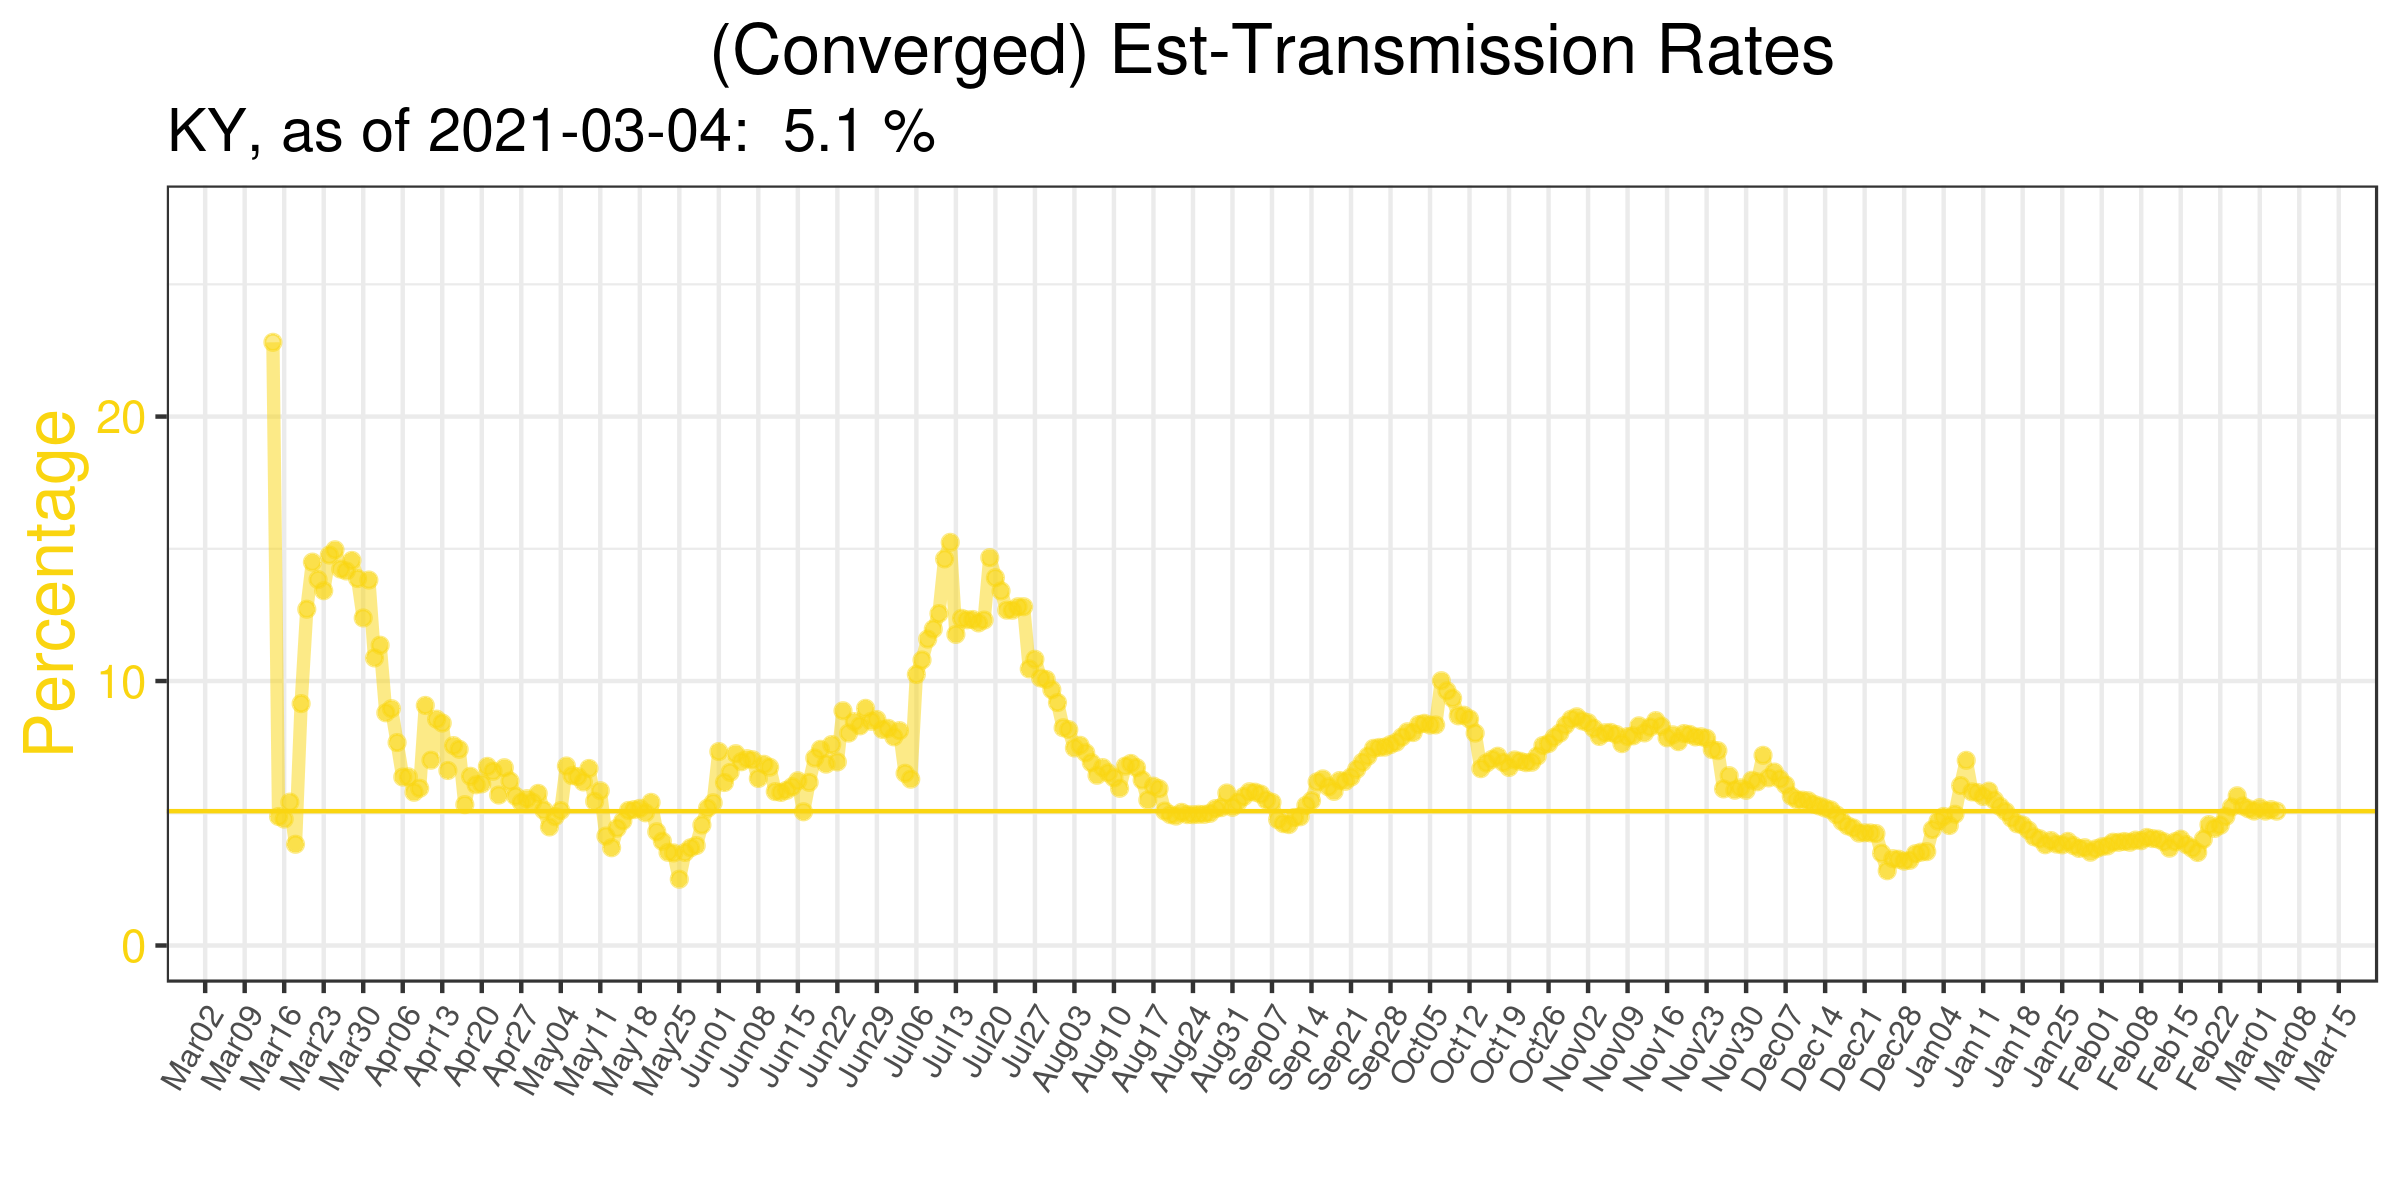 (Converged) Est-Transmission Rates
KY, as of 2021-03-04:  5.1 %
Percentage
20
10
0
Mar02
Mar09
Mar16
Mar23
Mar30
Apr06
Apr13
Apr20
Apr27
May04
May11
May18
May25
Jun01
Jun08
Jun15
Jun22
Jun29
Jul06
Jul13
Jul20
Jul27
Aug03
Aug10
Aug17
Aug24
Aug31
Sep07
Sep14
Sep21
Sep28
Oct05
Oct12
Oct19
Oct26
Nov02
Nov09
Nov16
Nov23
Nov30
Dec07
Dec14
Dec21
Dec28
Jan04
Jan11
Jan18
Jan25
Feb01
Feb08
Feb15
Feb22
Mar01
Mar08
Mar15